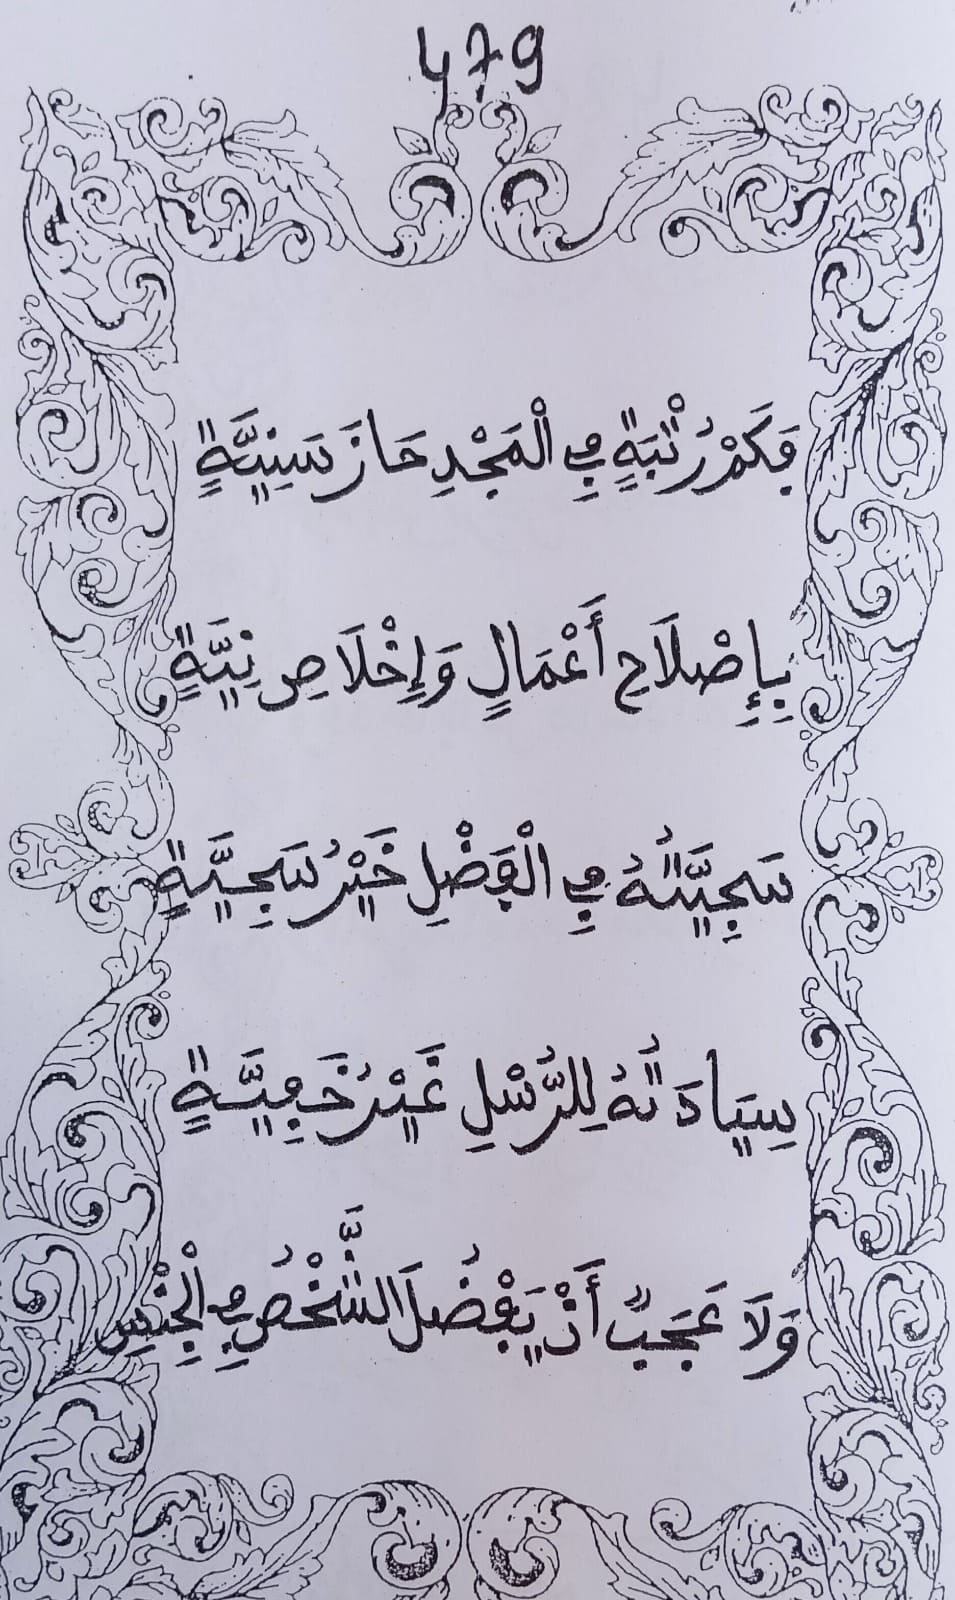 479
فَكَمْ رُتْبَةٍ فِي الْمَجْدِ حَازَ سَنِيَّةٍ
بِإِصْلَاحِ أَعْمَالٍ وَإِخْلَاصِ نِيَّةٍ
سَجِيَّتُهُ فِي الْفَضْلِ خَيْرُ سَجِيَّةٍ
سِيَادَتُهُ لِلرُّسْلِ غَيْرُ خَفِيَّةٍ
وَلَا عَجَبٌ أَنْ يَفْضُلَ الشَّخْصُ فِي الْجِنْسِ